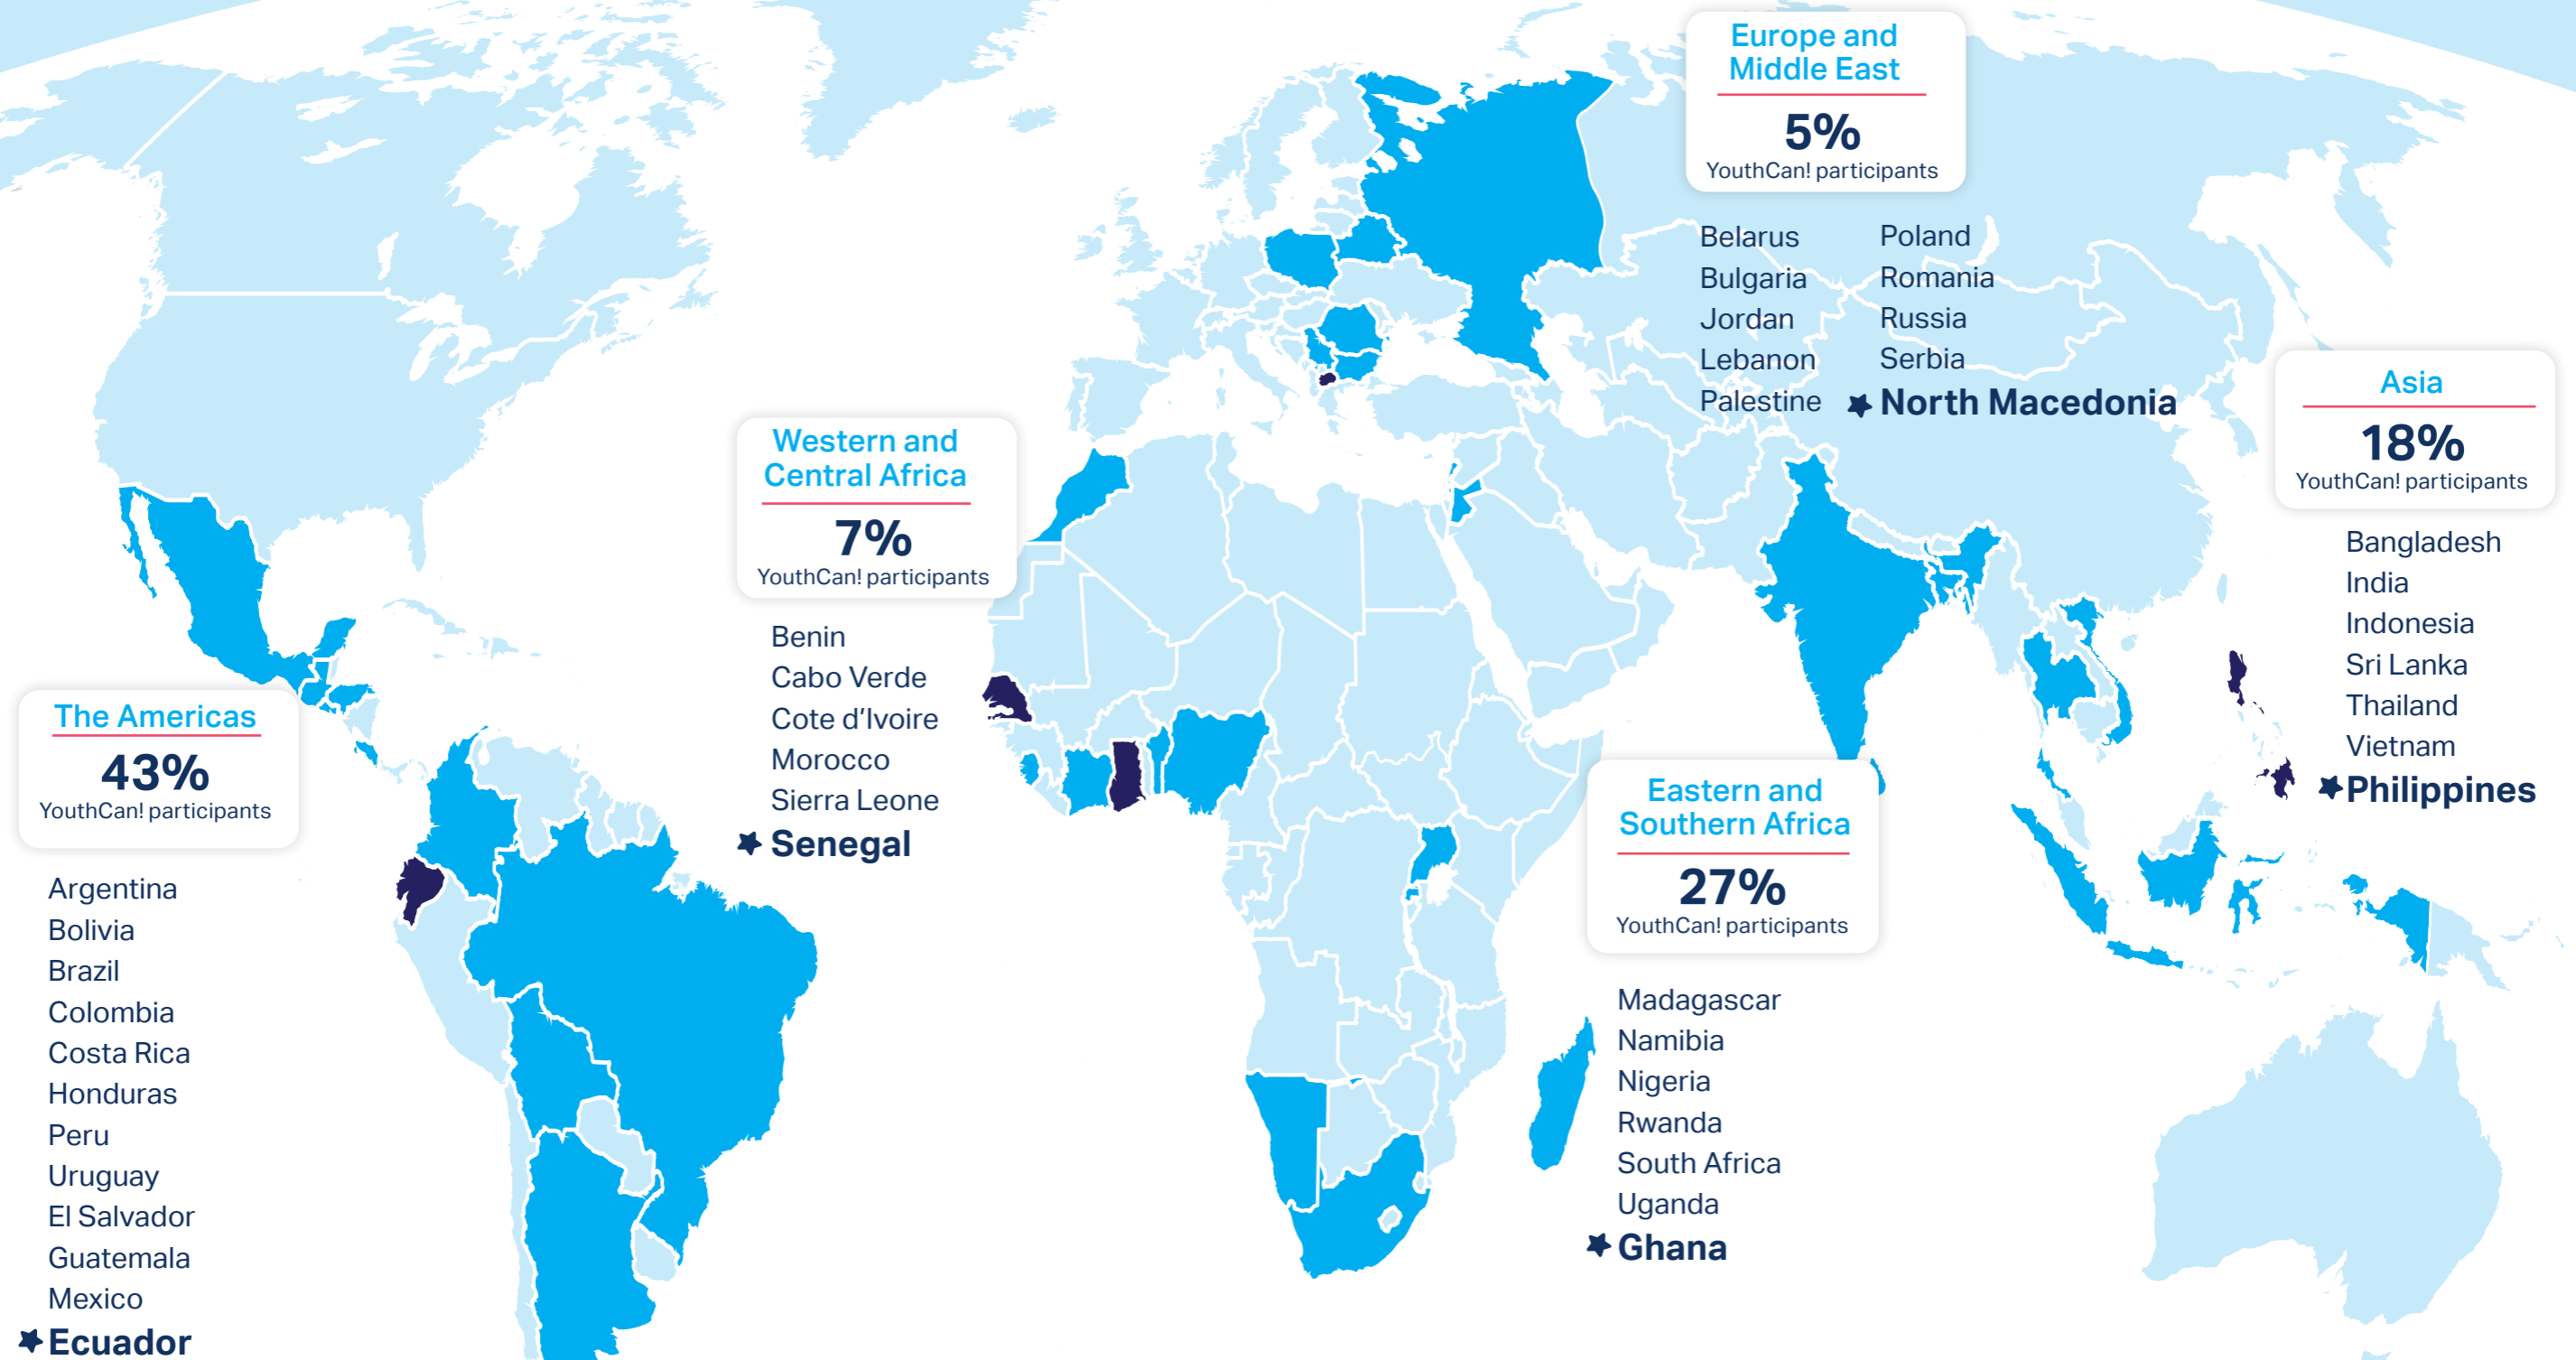 Europe and
Middle East
5%
YouthCan! participants
Belarus
Bulgaria
Jordan
Lebanon
Palestine
Poland
Romania
Russia
Serbia
North Macedonia
Asia
18%
YouthCan! participants
Bangladesh
India
Indonesia
Sri Lanka
Thailand
Vietnam
Philippines
Western and
Central Africa
7%
YouthCan! participants
Benin
Cabo Verde
Cote d’Ivoire
Morocco
Sierra Leone
Senegal
The Americas
43%
YouthCan! participants
Argentina
Bolivia
Brazil
Colombia
Costa Rica
Honduras
Peru
Uruguay
El Salvador
Guatemala
Mexico
Ecuador
Eastern and
Southern Africa
27%
YouthCan! participants
Madagascar
Namibia
Nigeria
Rwanda
South Africa
Uganda
Ghana